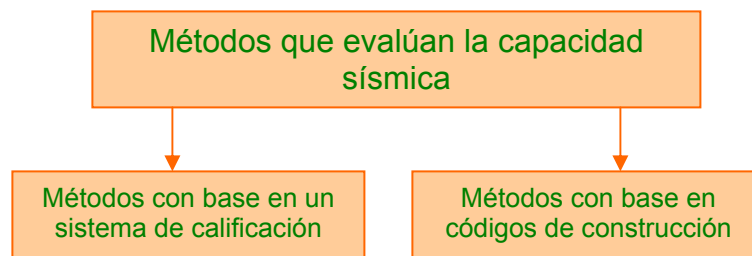 Métodos que evalúan la capacidad
sísmica
Métodos con base en un
sistema de calificación
Métodos con base en
códigos de construcción